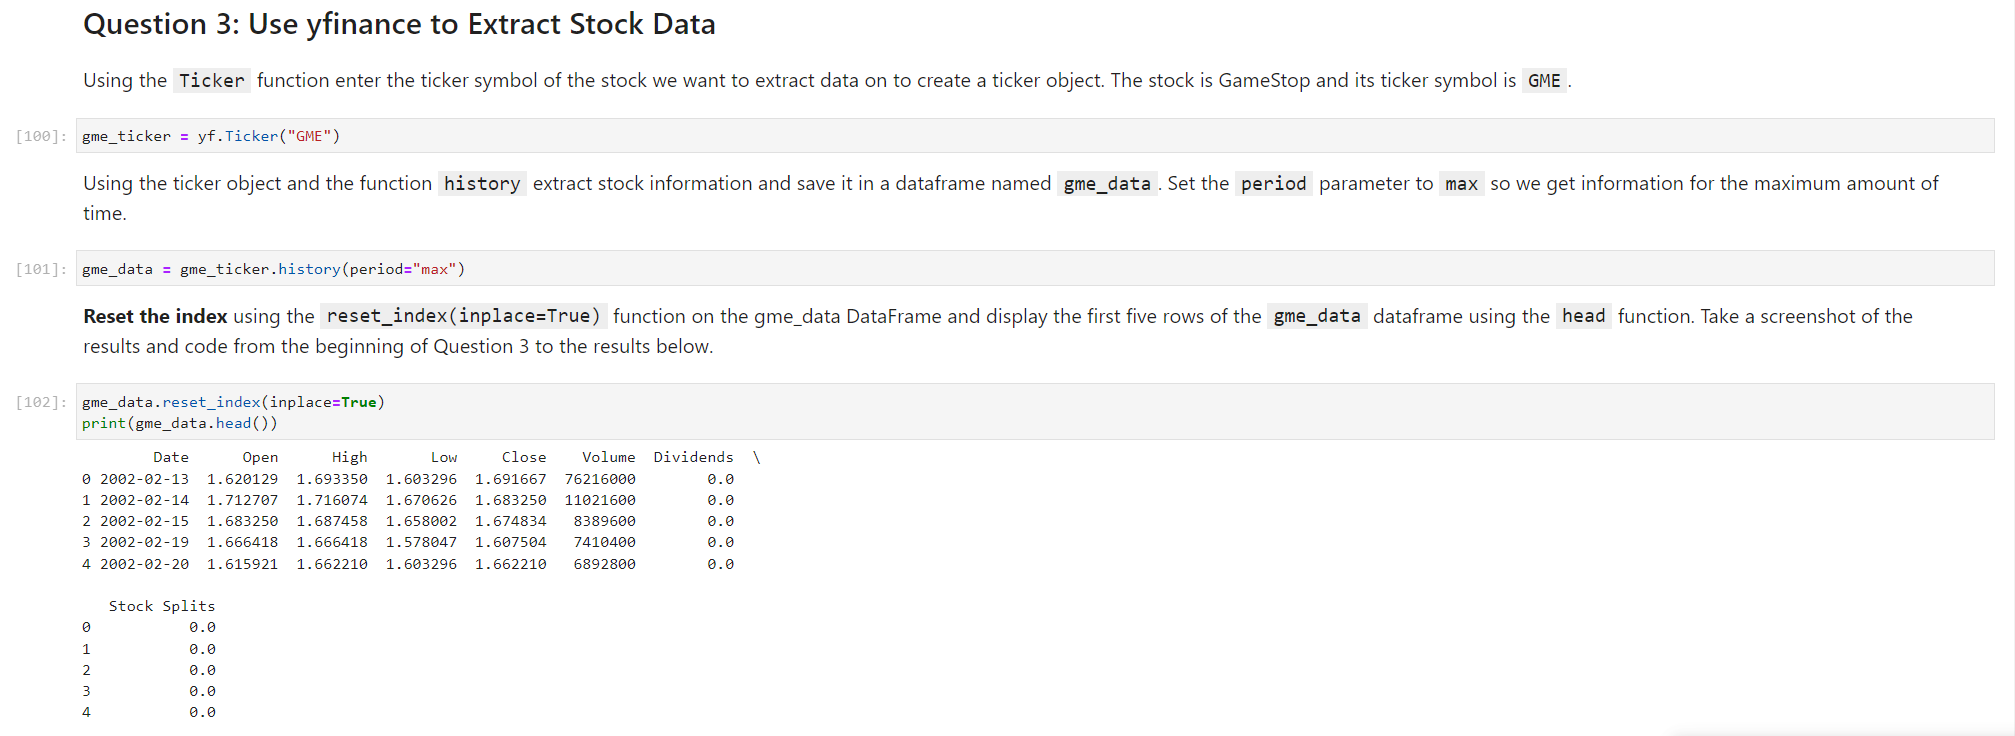 Question 3: Use yfinance to Extract Stock Data
Using the Ticker function enter the ticker symbol of the stock we want to extract data on to create a ticker object. The stock is GameStop and its ticker symbol is GME.
[100]: gme_ticker = yf.Ticker("GME")
Using the ticker object and the function history extract stock information and save it in a dataframe named gme_data. Set the period parameter to max so we get information for the maximum amount of
time.
[101]: gme_data = gme_ticker.history(period="max")
Reset the index using the reset_index(inplace=True) function on the gme_data DataFrame and display the first five rows of the gme_data dataframe using the head function. Take a screenshot of the
results and code from the beginning of Question 3 to the results below.
[102]: gme_data.reset_index(inplace=True)
print(gme_data.head())
Date Open High Low Close Volume Dividends \
0 2002-02-13 1.620129 1.693350 1.603296 1.691667 76216000 0.0
1 2002-02-14 1.712707 1.716074 1.670626 1.683250 11021600 0.0
2 2002-02-15 1.683250 1.687458 1.658002 1.674834 8389600 0.0
3 2002-02-19 1.666418 1.666418 1.578047 1.607504 7410400 0.0
4 2002-02-20 1.615921 1.662210 1.603296 1.662210 6892800 0.0
Stock Splits
0 0.0
1 0.0
2 0.0
3 0.0
4 0.0